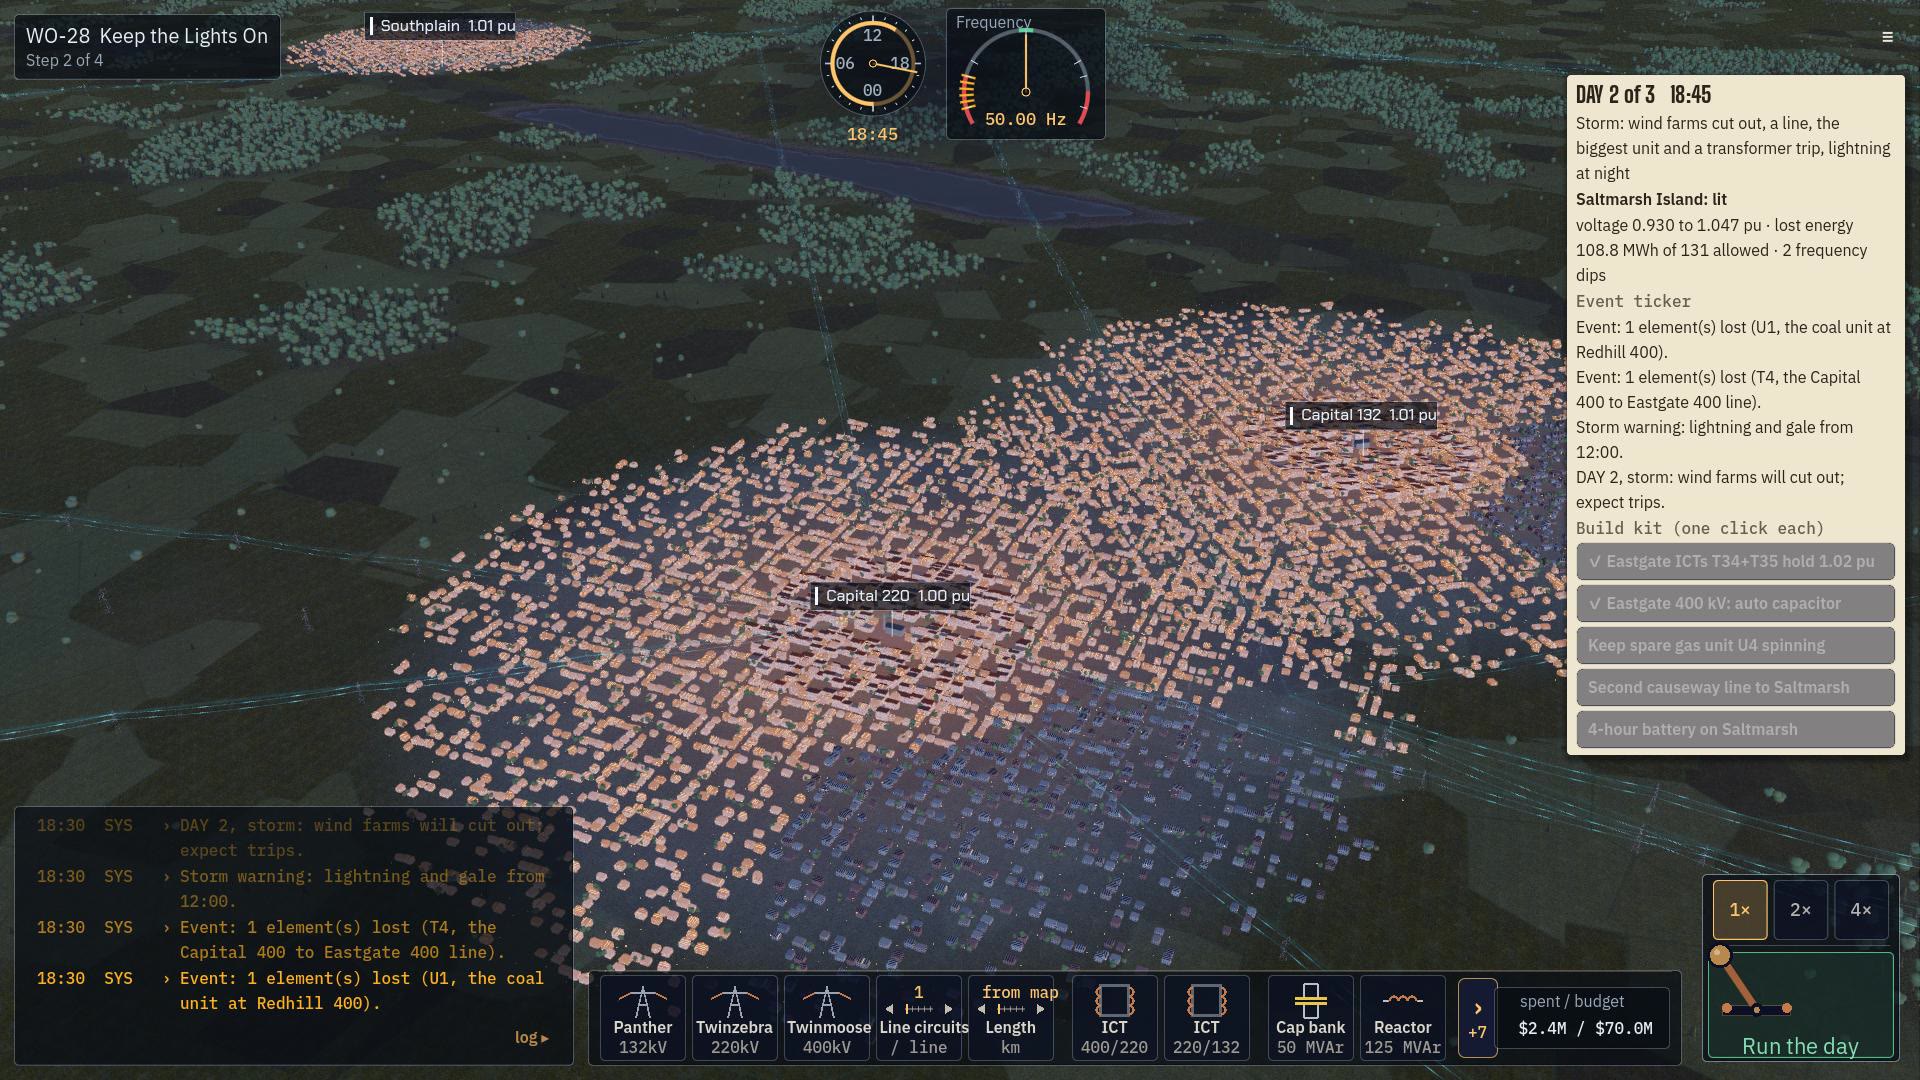 WO-28 Keep the Lights On
Step 2 of 4
Southplain 1.01 pu
12
06
18
00
18:45
Frequency
50.00 Hz
≡
DAY 2 of 3 18:45
Storm: wind farms cut out, a line, the
biggest unit and a transformer trip, lightning
at night
Saltmarsh Island: lit
voltage 0.930 to 1.047 pu · lost energy
108.8 MWh of 131 allowed · 2 frequency
dips
Event ticker
Event: 1 element(s) lost (U1, the coal unit at
Redhill 400).
Event: 1 element(s) lost (T4, the Capital
400 to Eastgate 400 line).
Storm warning: lightning and gale from
12:00.
DAY 2, storm: wind farms will cut out;
expect trips.
Build kit (one click each)
✓ Eastgate ICTs T34+T35 hold 1.02 pu
✓ Eastgate 400 kV: auto capacitor
Keep spare gas unit U4 spinning
Second causeway line to Saltmarsh
4-hour battery on Saltmarsh
Capital 132 1.01 pu
Capital 220 1.00 pu
18:30 SYS › DAY 2, storm: wind farms will cut out;
expect trips.
18:30 SYS › Storm warning: lightning and gale from
12:00.
18:30 SYS › Event: 1 element(s) lost (T4, the
Capital 400 to Eastgate 400 line).
18:30 SYS › Event: 1 element(s) lost (U1, the coal
unit at Redhill 400).
log ▸
Panther
132kV
Twinzebra
220kV
Twinmoose
400kV
1
Line circuits
/ line
from map
Length
km
ICT
400/220
ICT
220/132
Cap bank
50 MVAr
Reactor
125 MVAr
›
+7
spent / budget
$2.4M / $70.0M
1×
2×
4×
Run the day